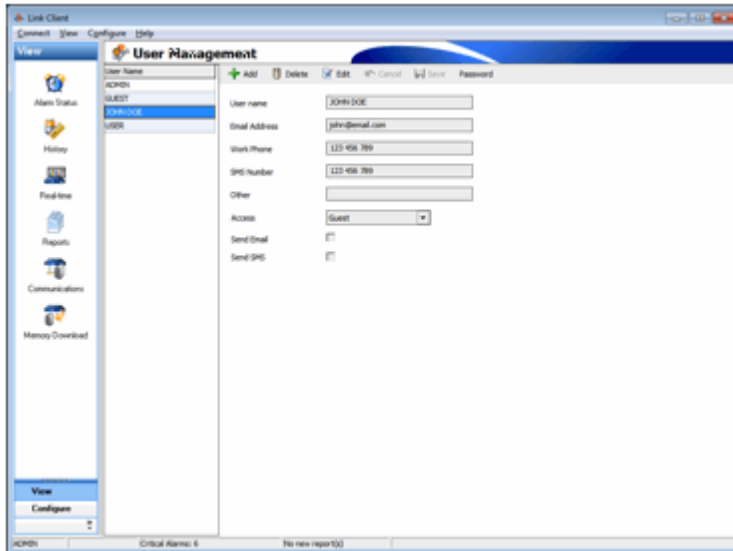 Link Client
Connect View Configure Help
View
User Management
User Name
ADMIN
GUEST
JOHN DOE
USER
Add Delete Edit Cancel Save Password
User name JOHN DOE
Email Address john@email.com
Work Phone 123 456 789
SMS Number 123 456 789
Other
Access Guest
Send Email
Send SMS
Alarm Status
History
Real-time
Reports
Communications
Memory Download
View
Configure
ADMIN Critical Alarms: 6 No new report(s)